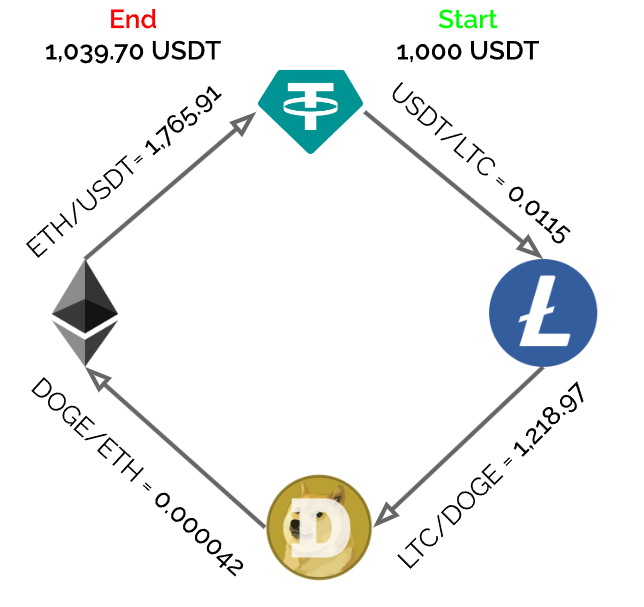 End
1,039.70 USDT
Start
1,000 USDT
ETH/USDT= 1,765.91
USDT/LTC = 0.0115
DOGE/ETH = 0.000042
LTC/DOGE = 1,218.97